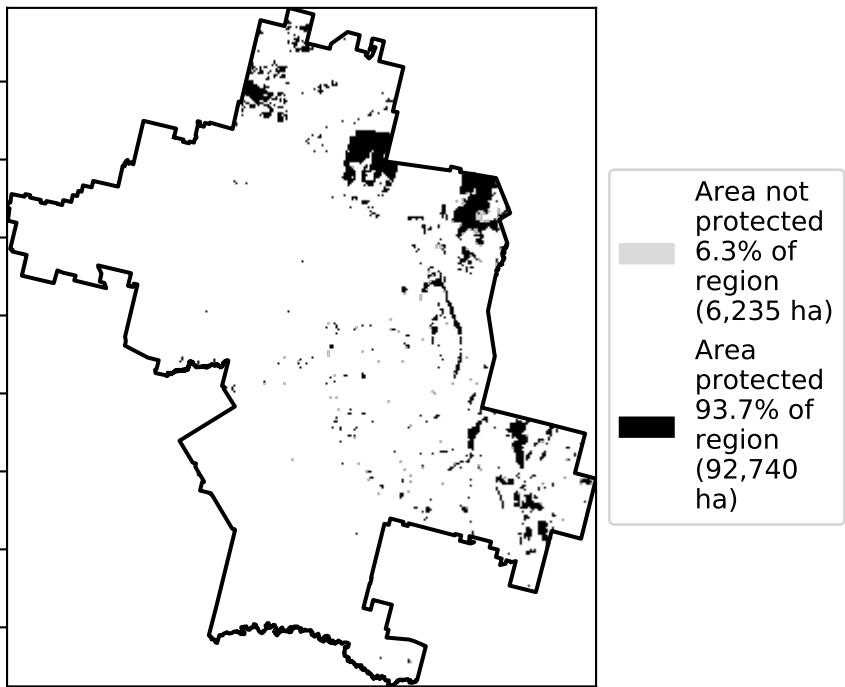 Area not
protected
6.3% of
region
(6,235 ha)
Area
protected
93.7% of
region
(92,740
ha)